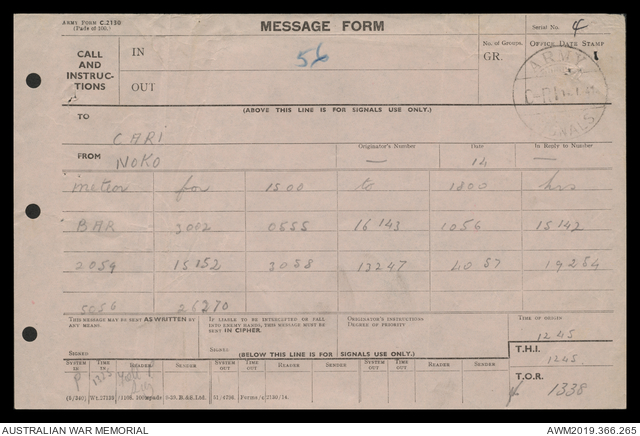 ARMY FORM C.2130
(Pads of 100.)
MESSAGE FORM
Serial No. 4
CALL AND INSTRUC-TIONS
IN
56
No. of Groups.
OFFICE DATE STAMP
GR.
OUT
ARMY
SIGNALS
(ABOVE THIS LINE IS FOR SIGNALS USE ONLY.)
TO
CARI
FROM
NOKO
Originator's Number
Date
In Reply to Number
—
14
—
Meteor for 1500 to 1800 hrs
BAR 3002 0555 16143 1056 15142
2059 15152 3058 13247 4057 19264
5056 26270
THIS MESSAGE MAY BE SENT AS WRITTEN BY ANY MEANS.
IF LIABLE TO BE INTERCEPTED OR FALL INTO ENEMY HANDS, THIS MESSAGE MUST BE SENT IN CIPHER.
ORIGINATOR'S INSTRUCTIONS DEGREE OF PRIORITY
TIME OF ORIGIN
1245
SIGNED
SIGNED
(BELOW THIS LINE IS FOR SIGNALS USE ONLY.)
T.H.I.
1245
SYSTEM IN
TIME IN
READER
SENDER
SYSTEM OUT
TIME OUT
READER
SENDER
SYSTEM OUT
TIME OUT
READER
SENDER
T.O.R.
1338
AUSTRALIAN WAR MEMORIAL
AWM2019.366.265